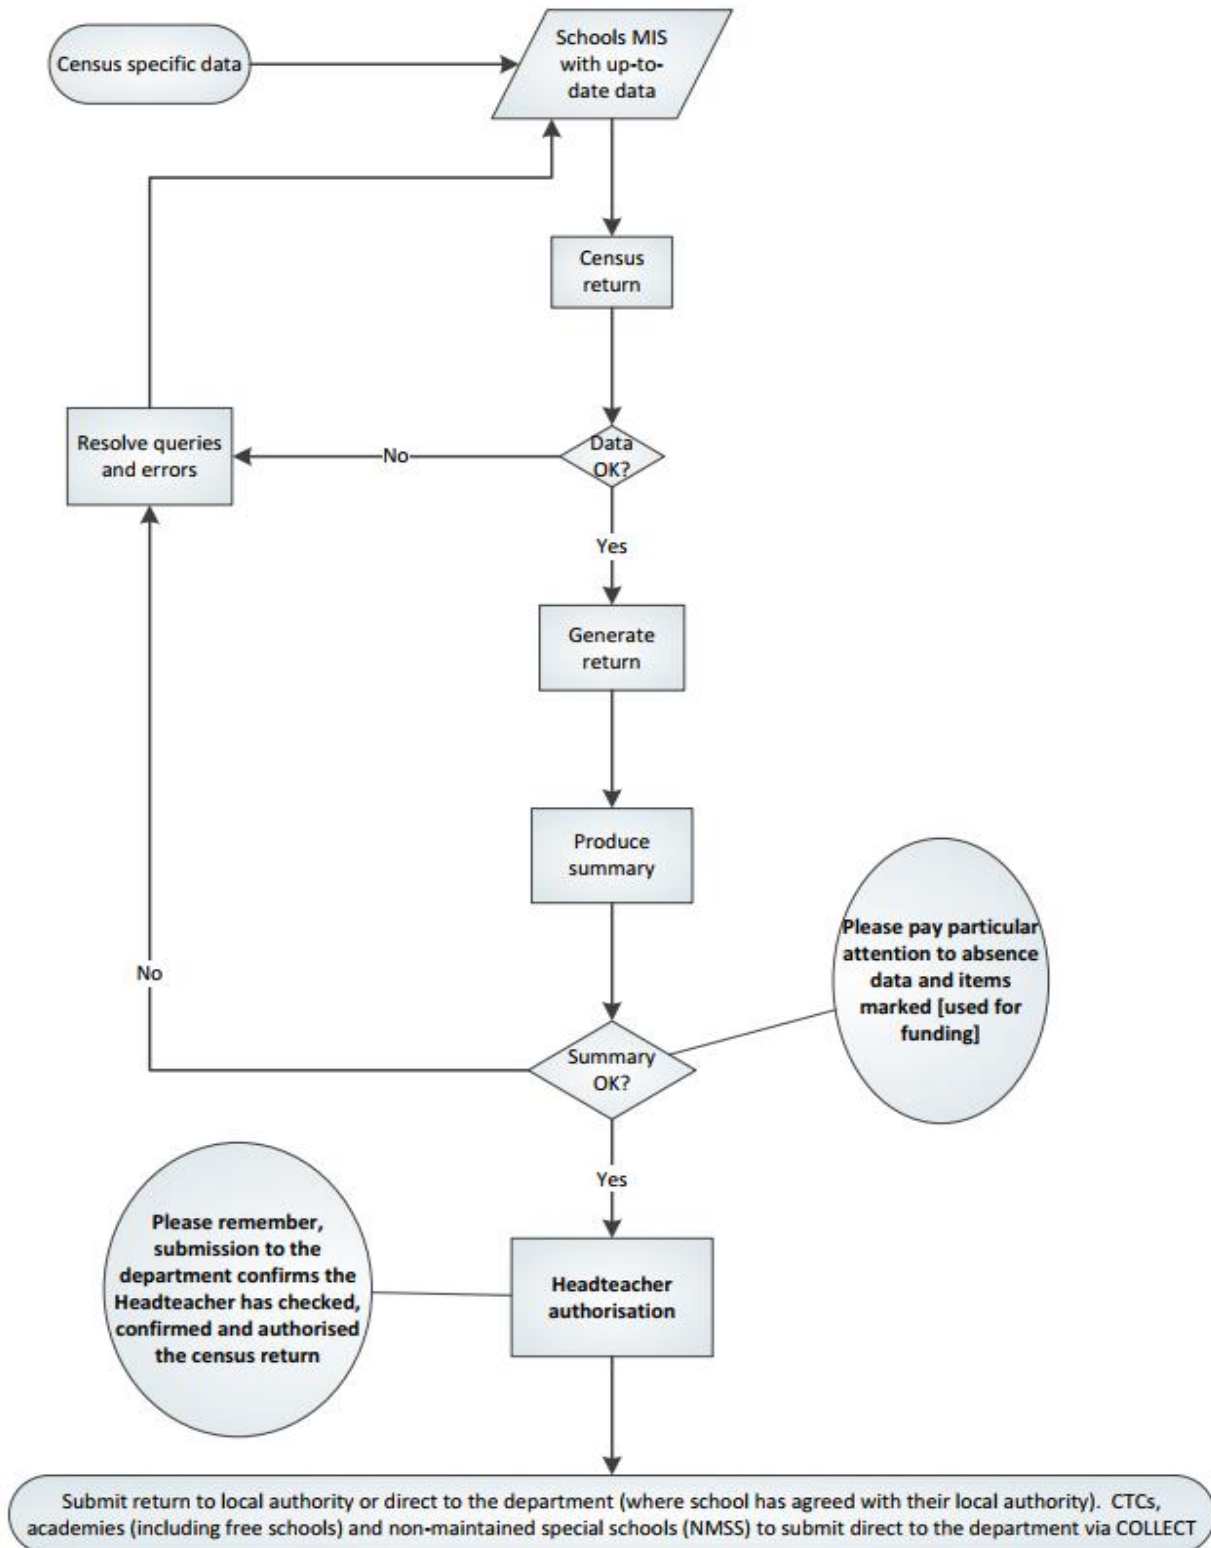 Census specific data
Schools MIS
with up-to-
date data
Census
return
Resolve queries
and errors
No
Data
OK?
Yes
Generate
return
Produce
summary
Please pay particular
attention to absence
data and items
marked [used for
funding]
No
Summary
OK?
Yes
Please remember,
submission to the
department confirms the
Headteacher has checked,
confirmed and authorised
the census return
Headteacher
authorisation
Submit return to local authority or direct to the department (where school has agreed with their local authority).  CTCs,
academies (including free schools) and non-maintained special schools (NMSS) to submit direct to the department via COLLECT